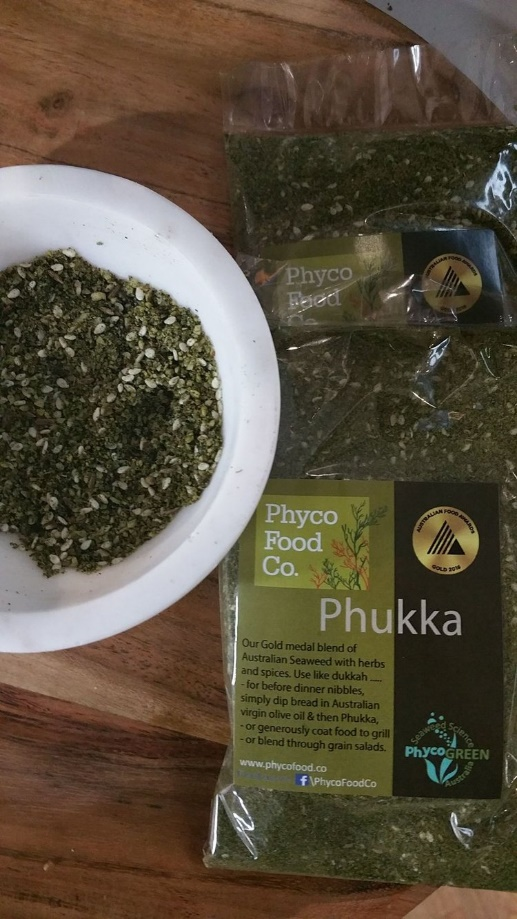 Phyco
Food
Co.
AUSTRALIAN FOOD AWARDS
Phyco
Food
Co.
AUSTRALIAN FOOD AWARDS
GOLD 2016
Phukka
Our Gold medal blend of
Australian Seaweed with herbs
and spices. Use like dukkah ....
- for before dinner nibbles,
simply dip bread in Australian
virgin olive oil & then Phukka,
- or generously coat food to grill
- or blend through grain salads.
Seaweed Science
PhycoGREEN
Australia
www.phycofood.co
f \PhycoFoodCo